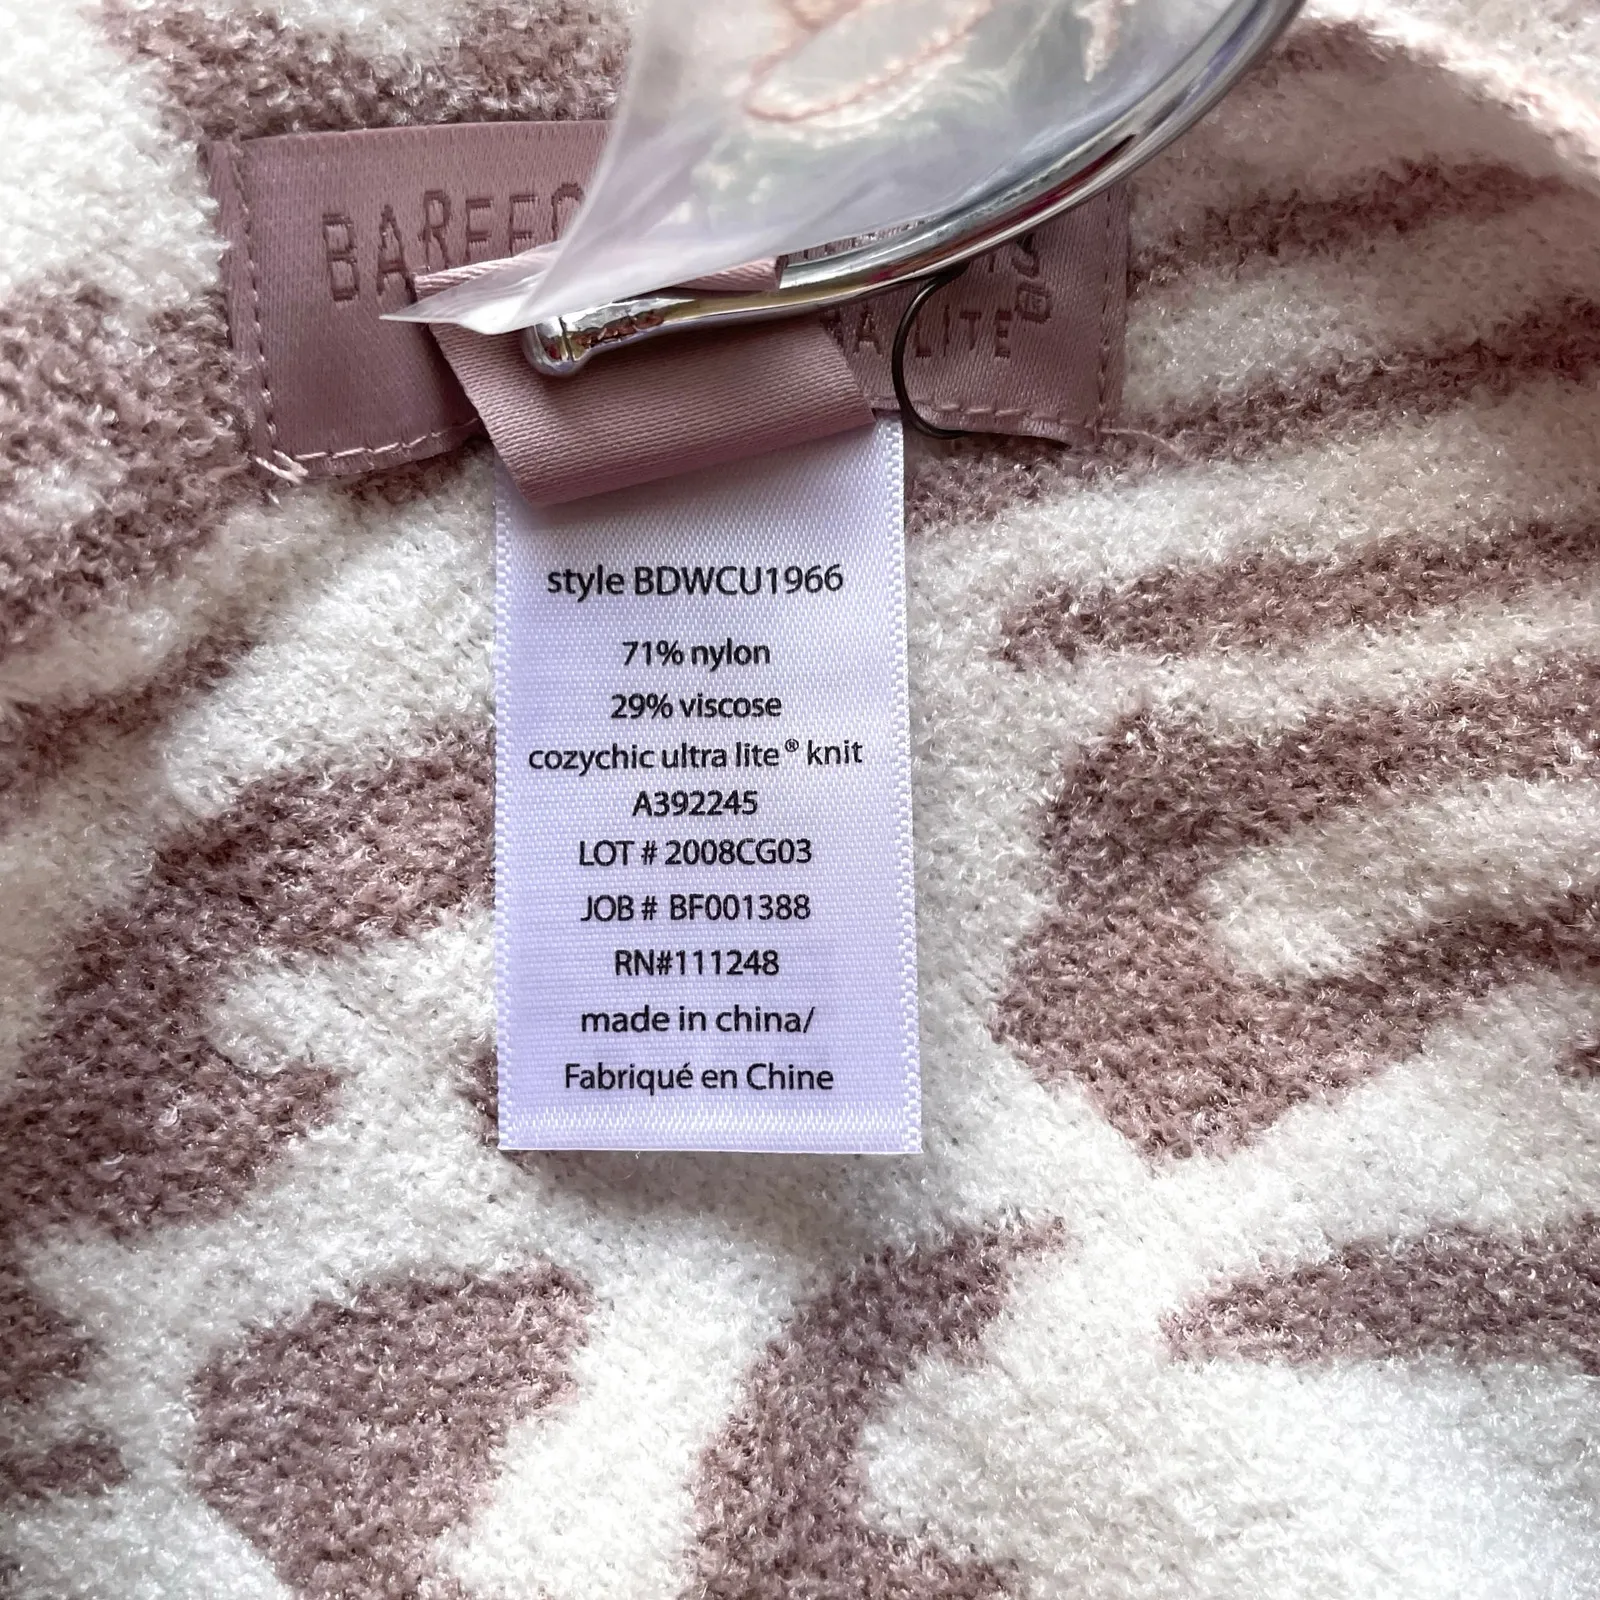 style BDWCU1966
71% nylon
29% viscose
cozychic ultra lite® knit
A392245
LOT # 2008CG03
JOB # BF001388
RN#111248
made in china/
Fabriqué en Chine
LITE®